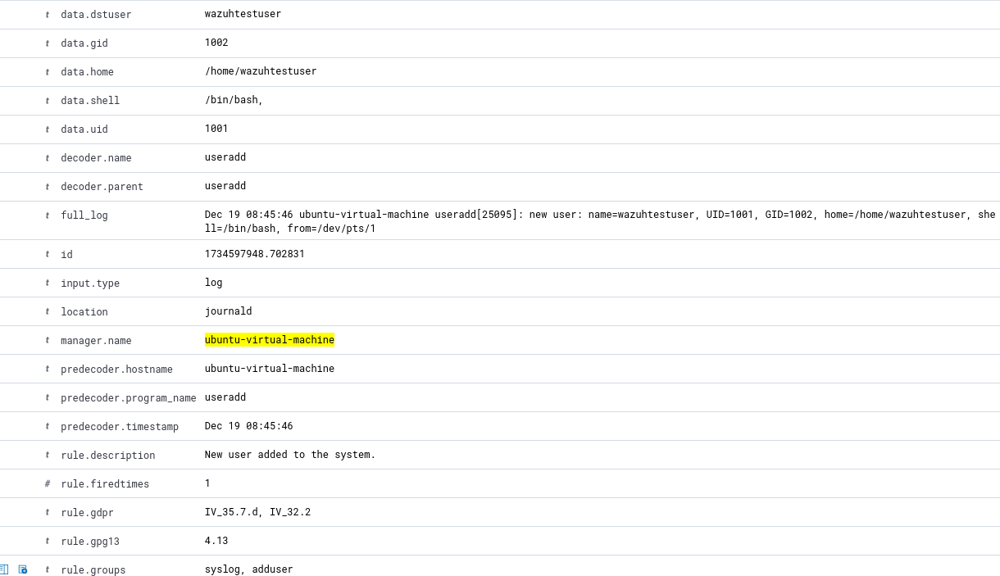 t data.dstuser wazuhtestuser
t data.gid 1002
t data.home /home/wazuhtestuser
t data.shell /bin/bash,
t data.uid 1001
t decoder.name useradd
t decoder.parent useradd
t full_log Dec 19 08:45:46 ubuntu-virtual-machine useradd[25095]: new user: name=wazuhtestuser, UID=1001, GID=1002, home=/home/wazuhtestuser, she
ll=/bin/bash, from=/dev/pts/1
t id 1734597948.702831
t input.type log
t location journald
t manager.name ubuntu-virtual-machine
t predecoder.hostname ubuntu-virtual-machine
t predecoder.program_name useradd
t predecoder.timestamp Dec 19 08:45:46
t rule.description New user added to the system.
# rule.firedtimes 1
t rule.gdpr IV_35.7.d, IV_32.2
t rule.gpg13 4.13
t rule.groups syslog, adduser